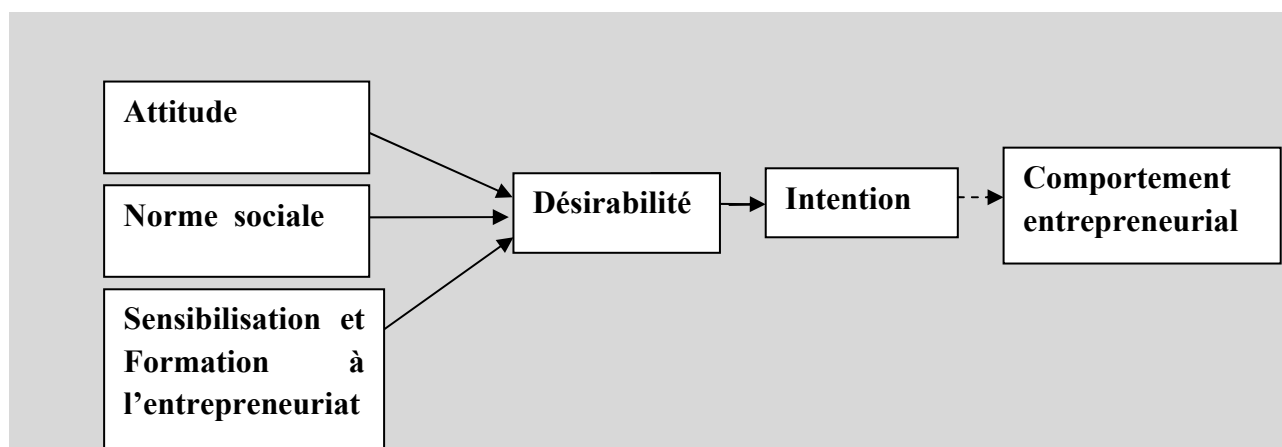 Attitude
Norme sociale
Sensibilisation et
Formation à
l'entrepreneuriat
Désirabilité
Intention
Comportement
entrepreneurial